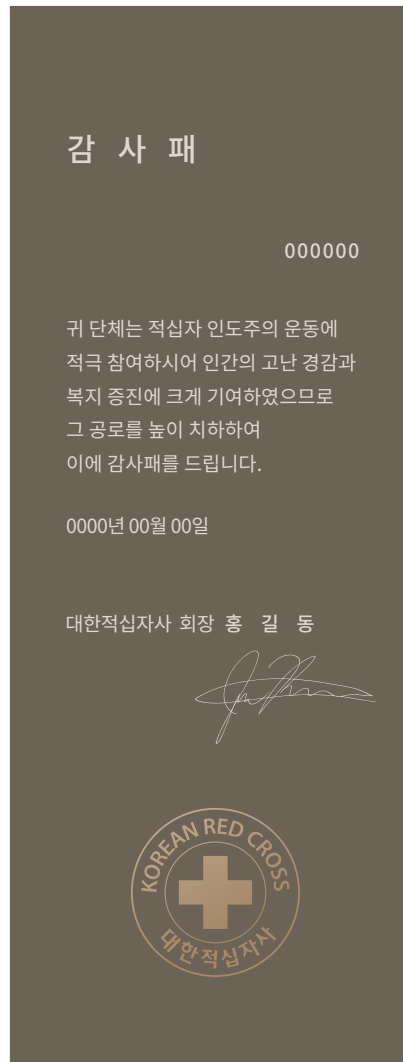 감 사 패
000000
귀 단체는 적십자 인도주의 운동에
적극 참여하시어 인간의 고난 경감과
복지 증진에 크게 기여하였으므로
그 공로를 높이 치하하여
이에 감사패를 드립니다.
0000년 00월 00일
대한적십자사 회장 홍 길 동
KOREAN RED CROSS
대한적십자사